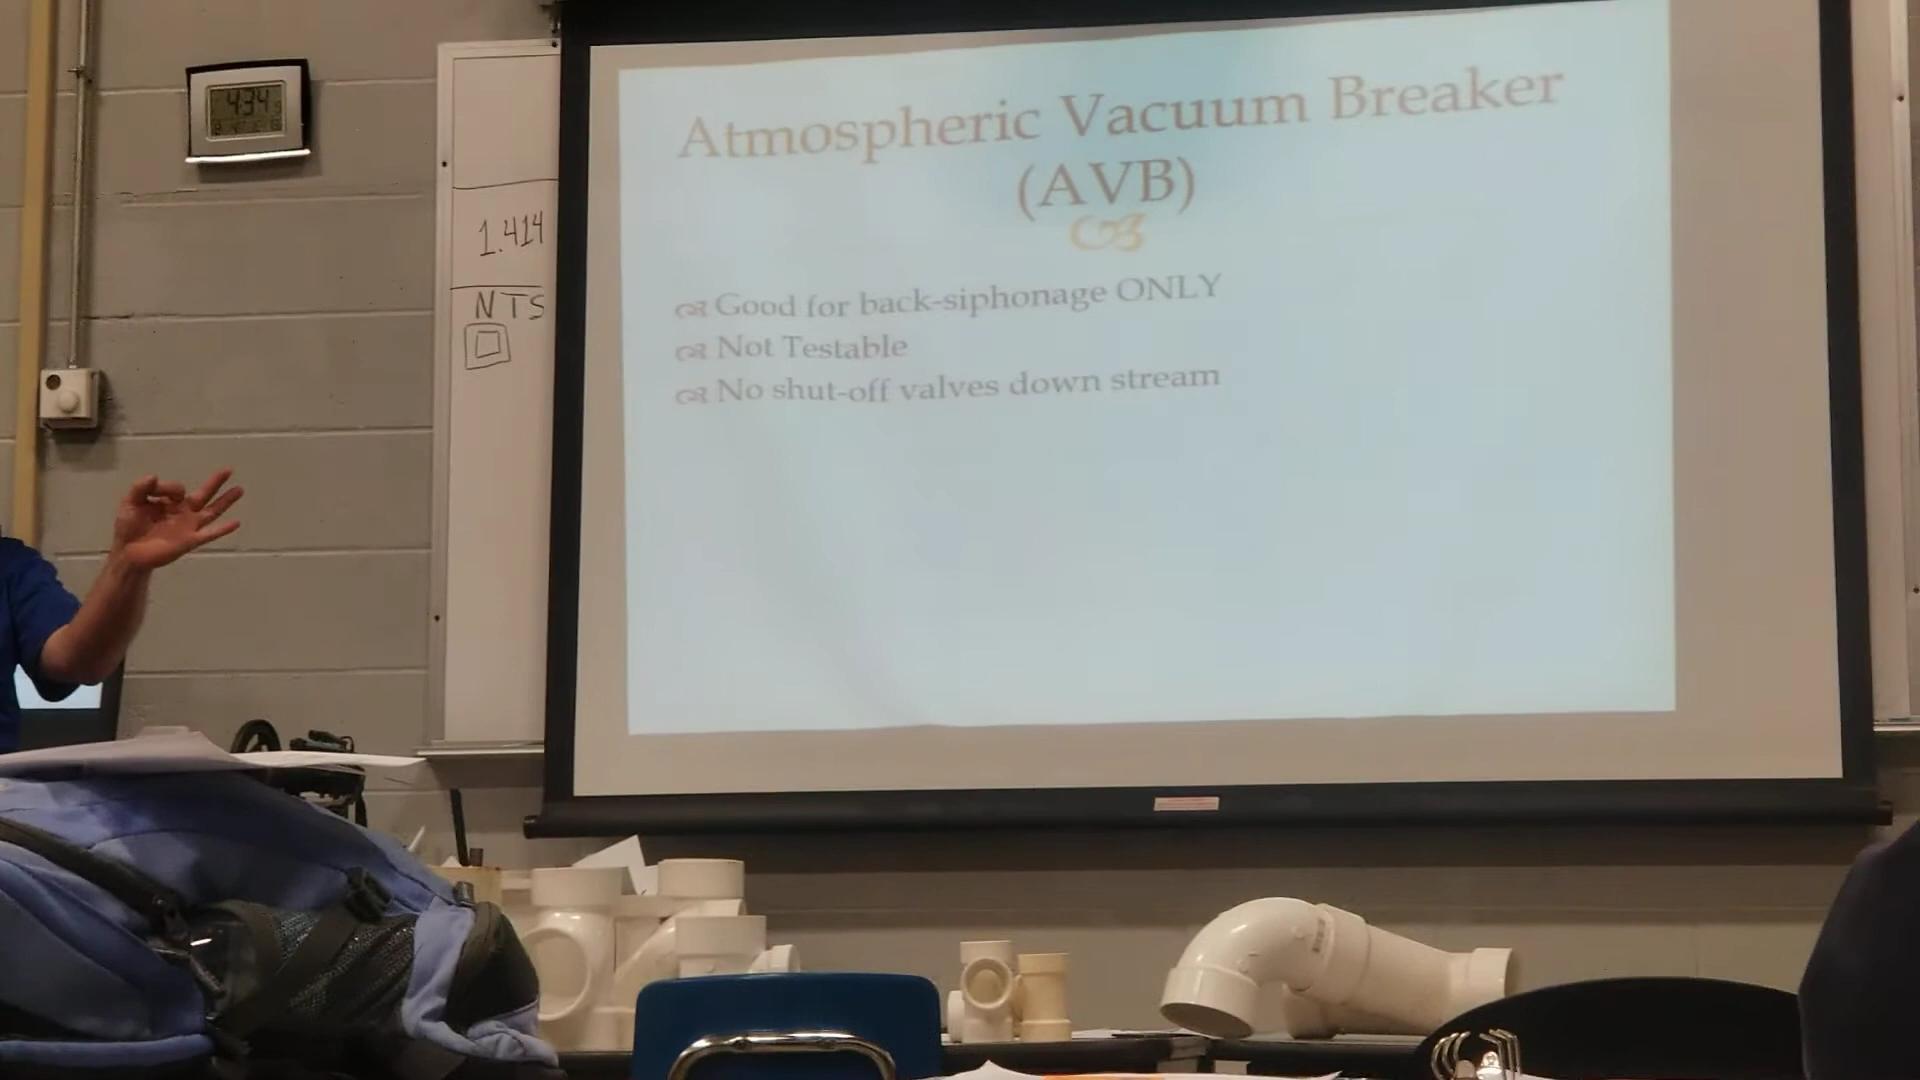 4:34
1.414
NTS
Atmospheric Vacuum Breaker
(AVB)
Good for back-siphonage ONLY
Not Testable
No shut-off valves down stream